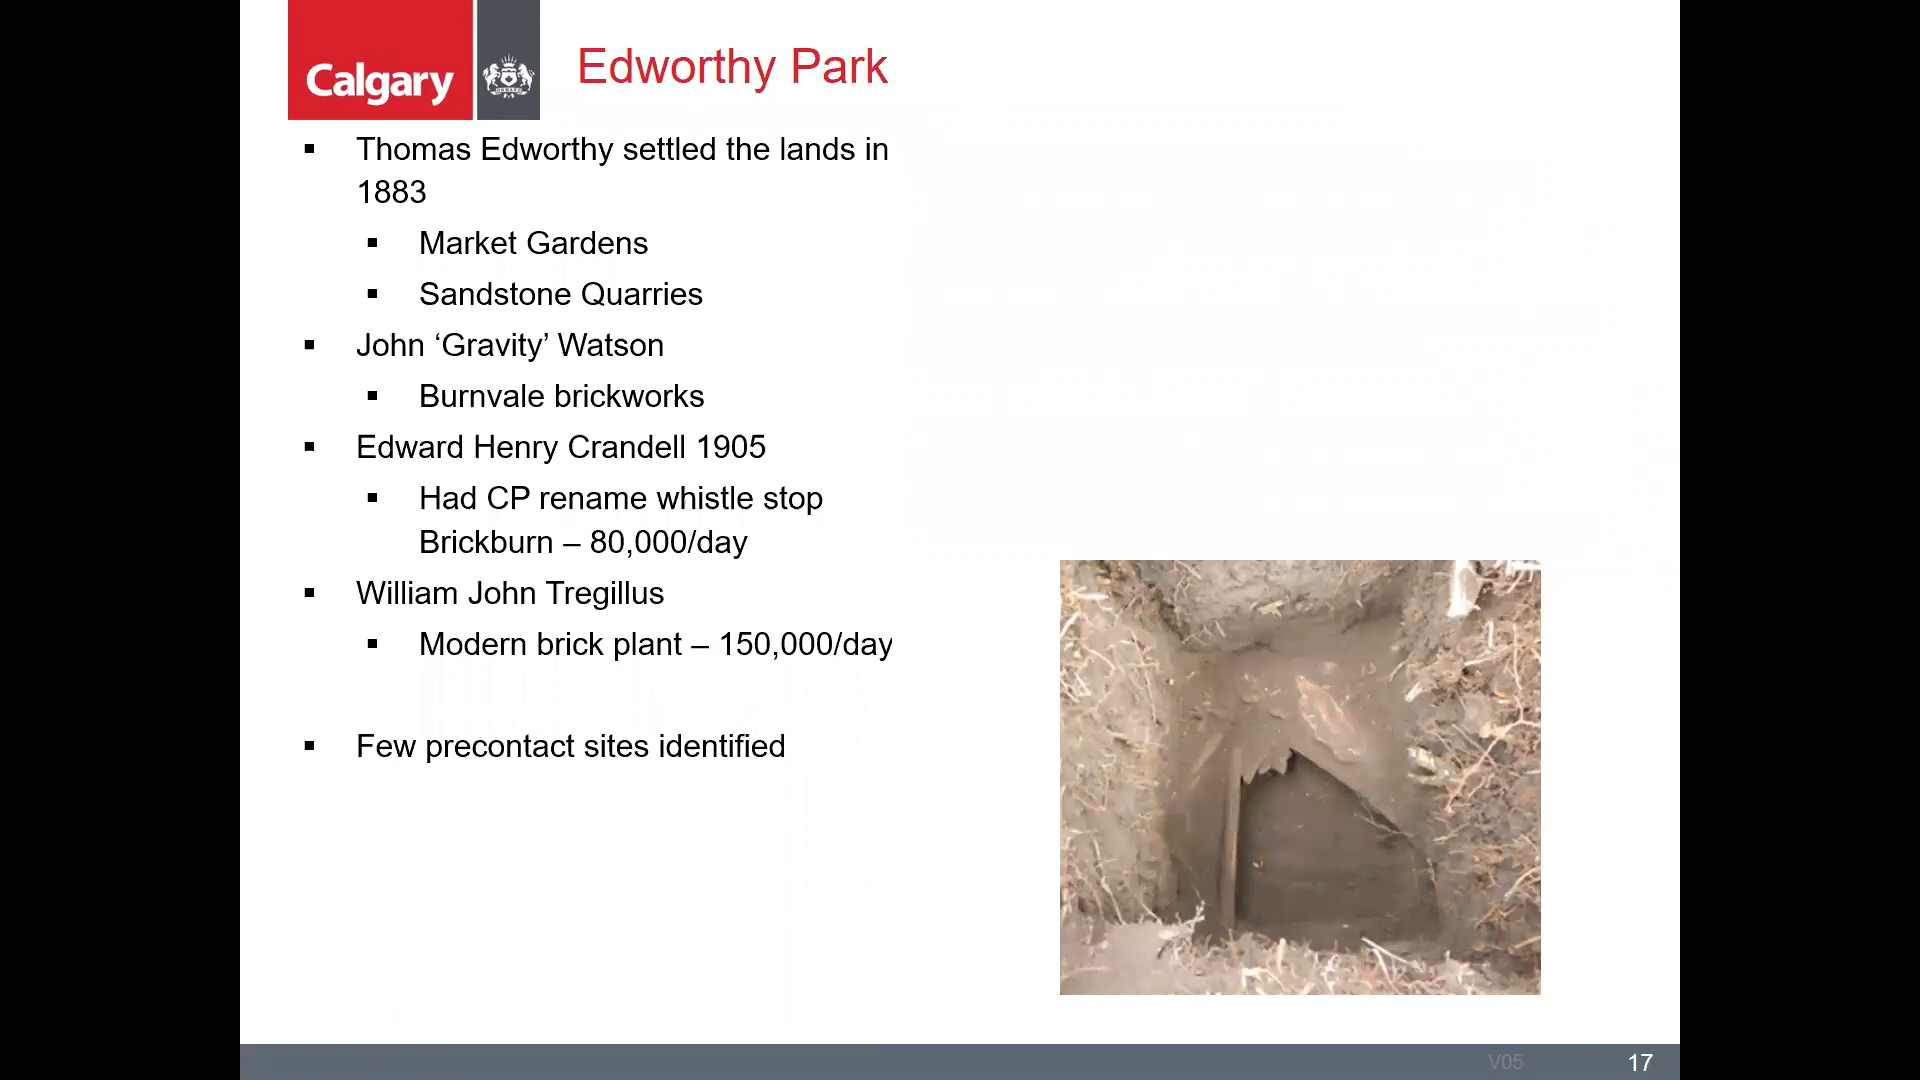 Calgary
ONWARD
Edworthy Park
▪ Thomas Edworthy settled the lands in
1883
▪ Market Gardens
▪ Sandstone Quarries
▪ John ‘Gravity’ Watson
▪ Burnvale brickworks
▪ Edward Henry Crandell 1905
▪ Had CP rename whistle stop
Brickburn – 80,000/day
▪ William John Tregillus
▪ Modern brick plant – 150,000/day
▪ Few precontact sites identified
V05
17